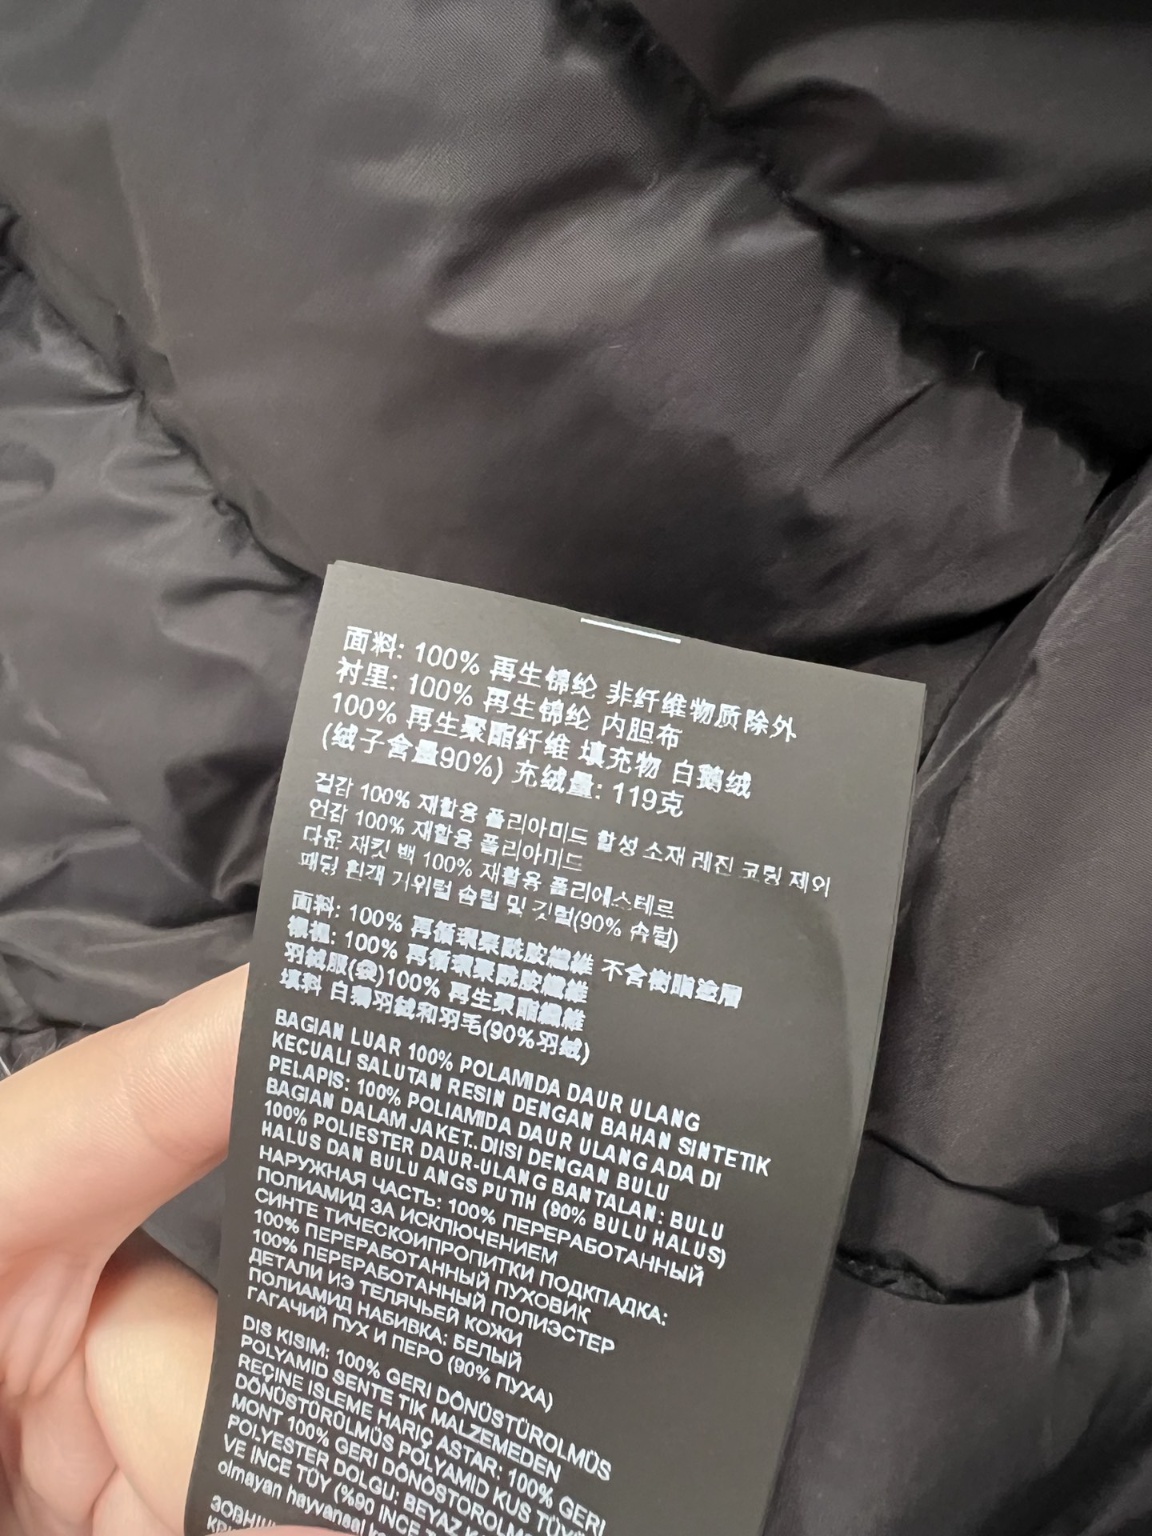 面料: 100% 再生锦纶 非纤维物质除外
衬里: 100% 再生锦纶 内胆布
100% 再生聚酯纤维 填充物 白鹅绒
(绒子含量90%) 充绒量: 119克
겉감 100% 재활용 폴리아미드 합성 소재 레진 코팅 제외
안감 100% 재활용 폴리아미드
다운 재킷 백 100% 재활용 폴리에스테르
패딩 흰색 거위털 솜털 및 깃털(90% 솜털)
面料: 100% 再循環聚酰胺纖維 不含樹脂塗層
襯裡: 100% 再循環聚酰胺纖維
羽絨服(袋)100% 再生聚酯纖維
填料 白鵝羽絨和羽毛(90%羽絨)
BAGIAN LUAR 100% POLAMIDA DAUR ULANG
KECUALI SALUTAN RESIN DENGAN BAHAN SINTETIK
PELAPIS: 100% POLIAMIDA DAUR ULANG ADA DI
BAGIAN DALAM JAKET. DIISI DENGAN BULU
100% POLIESTER DAUR-ULANG BANTALAN: BULU
HALUS DAN BULU ANGS PUTIH (90% BULU HALUS)
НАРУЖНАЯ ЧАСТЬ: 100% ПЕРЕРАБОТАННЫЙ
ПОЛИАМИД ЗА ИСКЛЮЧЕНИЕМ
СИНТЕ ТИЧЕСКОИПРОПИТКИ ПОДКПАДКА:
100% ПЕРЕРАБОТАННЫЙ ПУХОВИК
100% ПЕРЕРАБОТАННЫЙ ПОЛИЭСТЕР
ДЕТАЛИ ИЭ ТЕЛЯЧЬЕЙ КОЖИ
ПОЛИАМИД НАБИВКА: БЕЛЫЙ
ГАГАЧИЙ ПУХ И ПЕРО (90% ПУХА)
DIS KISIM: 100% GERI DÖNÜSTÜROLMÜS
POLYAMID SENTE TIK MALZEMEDEN
REÇINE ISLEME HARIÇ ASTAR: 100% GERI
DÖNÜSTÜRÜLMÜS POLYAMID KUS TÜYÜ
MONT 100% GERI DÖNÖSTOROLMÜS
POLYESTER DOLGU: BEYAZ
VE INCE TÜY (%90 INCE
olmayan hayvansal